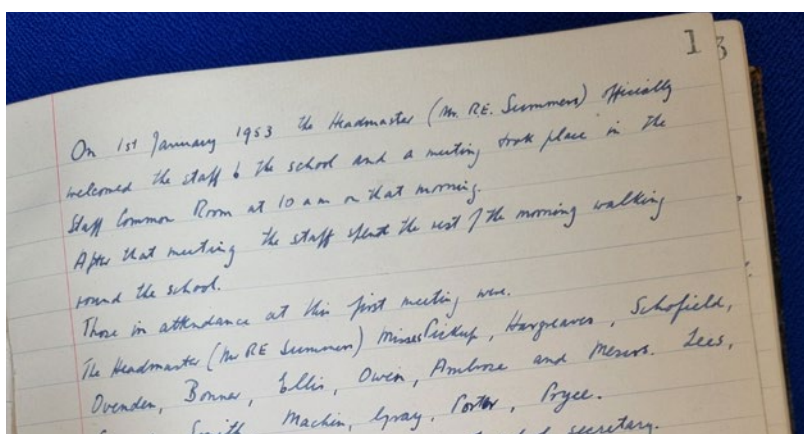 1 3
On 1st January 1953 the Headmaster (Mr. R.E. Summers) officially
welcomed the staff to the school and a meeting took place in the
Staff Common Room at 10 a m on that morning.
After that meeting the staff spent the rest of the morning walking
round the school.
Those in attendance at this first meeting were.
The Headmaster (Mr RE Summers) Misses Pickup, Hargreaves, Schofield,
Ovenden, Bonner, Ellis, Owen, Ambrose and Messrs. Lees,
Smith Machin, Gray, Porter, Pryce.
secretary.